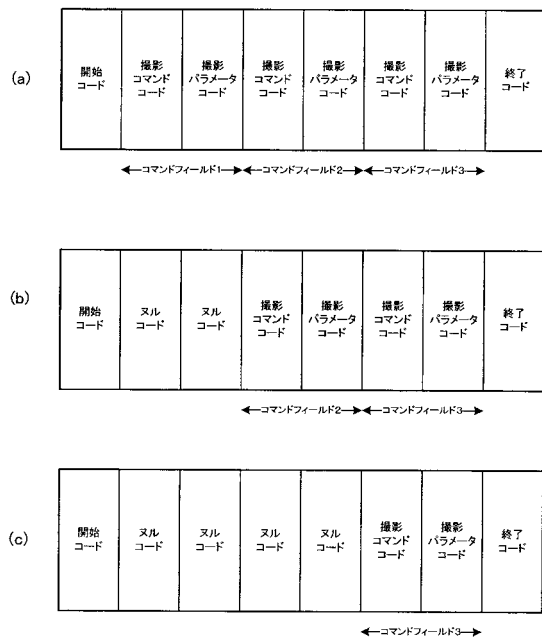 (a)
開始
コード
撮影
コマンド
コード
撮影
パラメータ
コード
撮影
コマンド
コード
撮影
パラメータ
コード
撮影
コマンド
コード
撮影
パラメータ
コード
終了
コード
コマンドフィールド1
コマンドフィールド2
コマンドフィールド3
(b)
開始
コード
ヌル
コード
ヌル
コード
撮影
コマンド
コード
撮影
パラメータ
コード
撮影
コマンド
コード
撮影
パラメータ
コード
終了
コード
コマンドフィールド2
コマンドフィールド3
(c)
開始
コード
ヌル
コード
ヌル
コード
ヌル
コード
ヌル
コード
撮影
コマンド
コード
撮影
パラメータ
コード
終了
コード
コマンドフィールド3